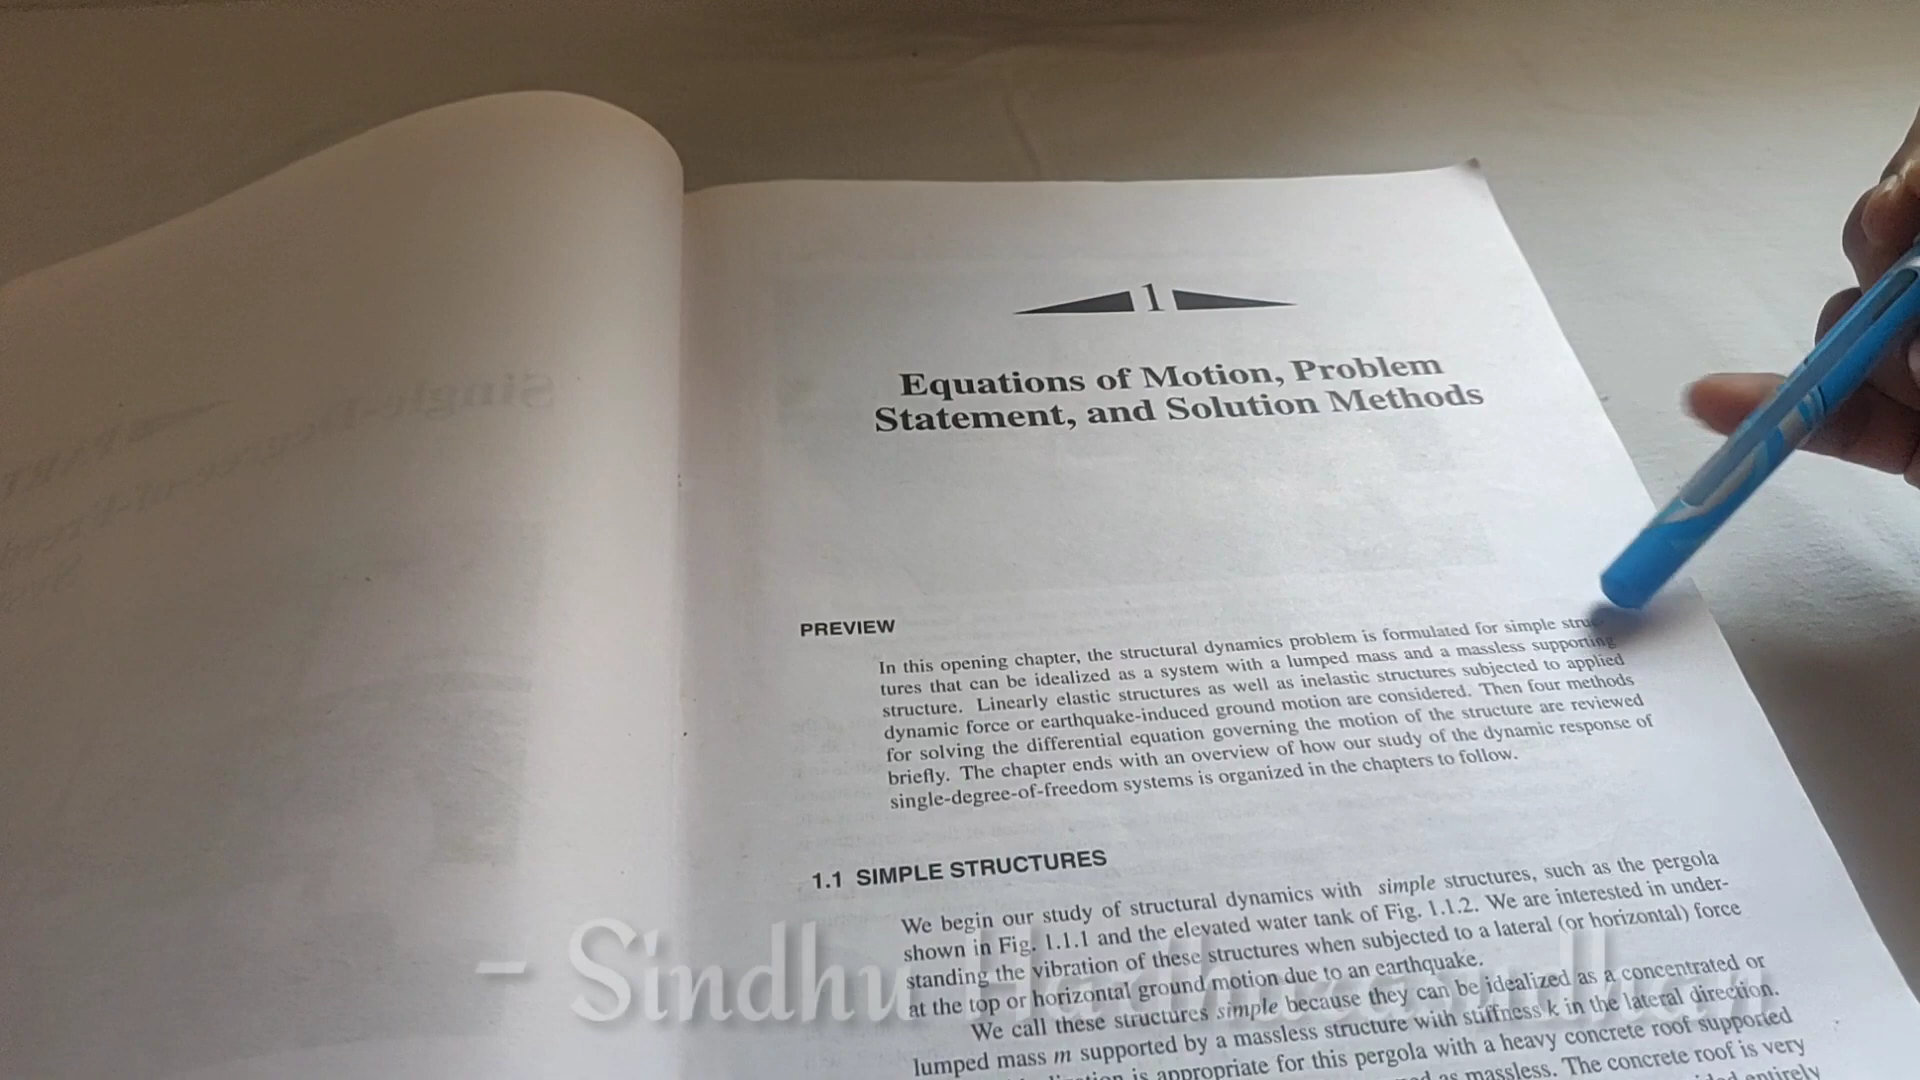 1
Equations of Motion, Problem
Statement, and Solution Methods
PREVIEW
In this opening chapter, the structural dynamics problem is formulated for simple struc-
tures that can be idealized as a system with a lumped mass and a massless supporting
structure. Linearly elastic structures as well as inelastic structures subjected to applied
dynamic force or earthquake-induced ground motion are considered. Then four methods
for solving the differential equation governing the motion of the structure are reviewed
briefly. The chapter ends with an overview of how our study of the dynamic response of
single-degree-of-freedom systems is organized in the chapters to follow.
1.1 SIMPLE STRUCTURES
We begin our study of structural dynamics with simple structures, such as the pergola
shown in Fig. 1.1.1 and the elevated water tank of Fig. 1.1.2. We are interested in under-
standing the vibration of these structures when subjected to a lateral (or horizontal) force
at the top or horizontal ground motion due to an earthquake.
We call these structures simple because they can be idealized as a concentrated or
lumped mass m supported by a massless structure with stiffness k in the lateral direction.
is appropriate for this pergola with a heavy concrete roof supported
as massless. The concrete roof is very
entirely
- Sindhu